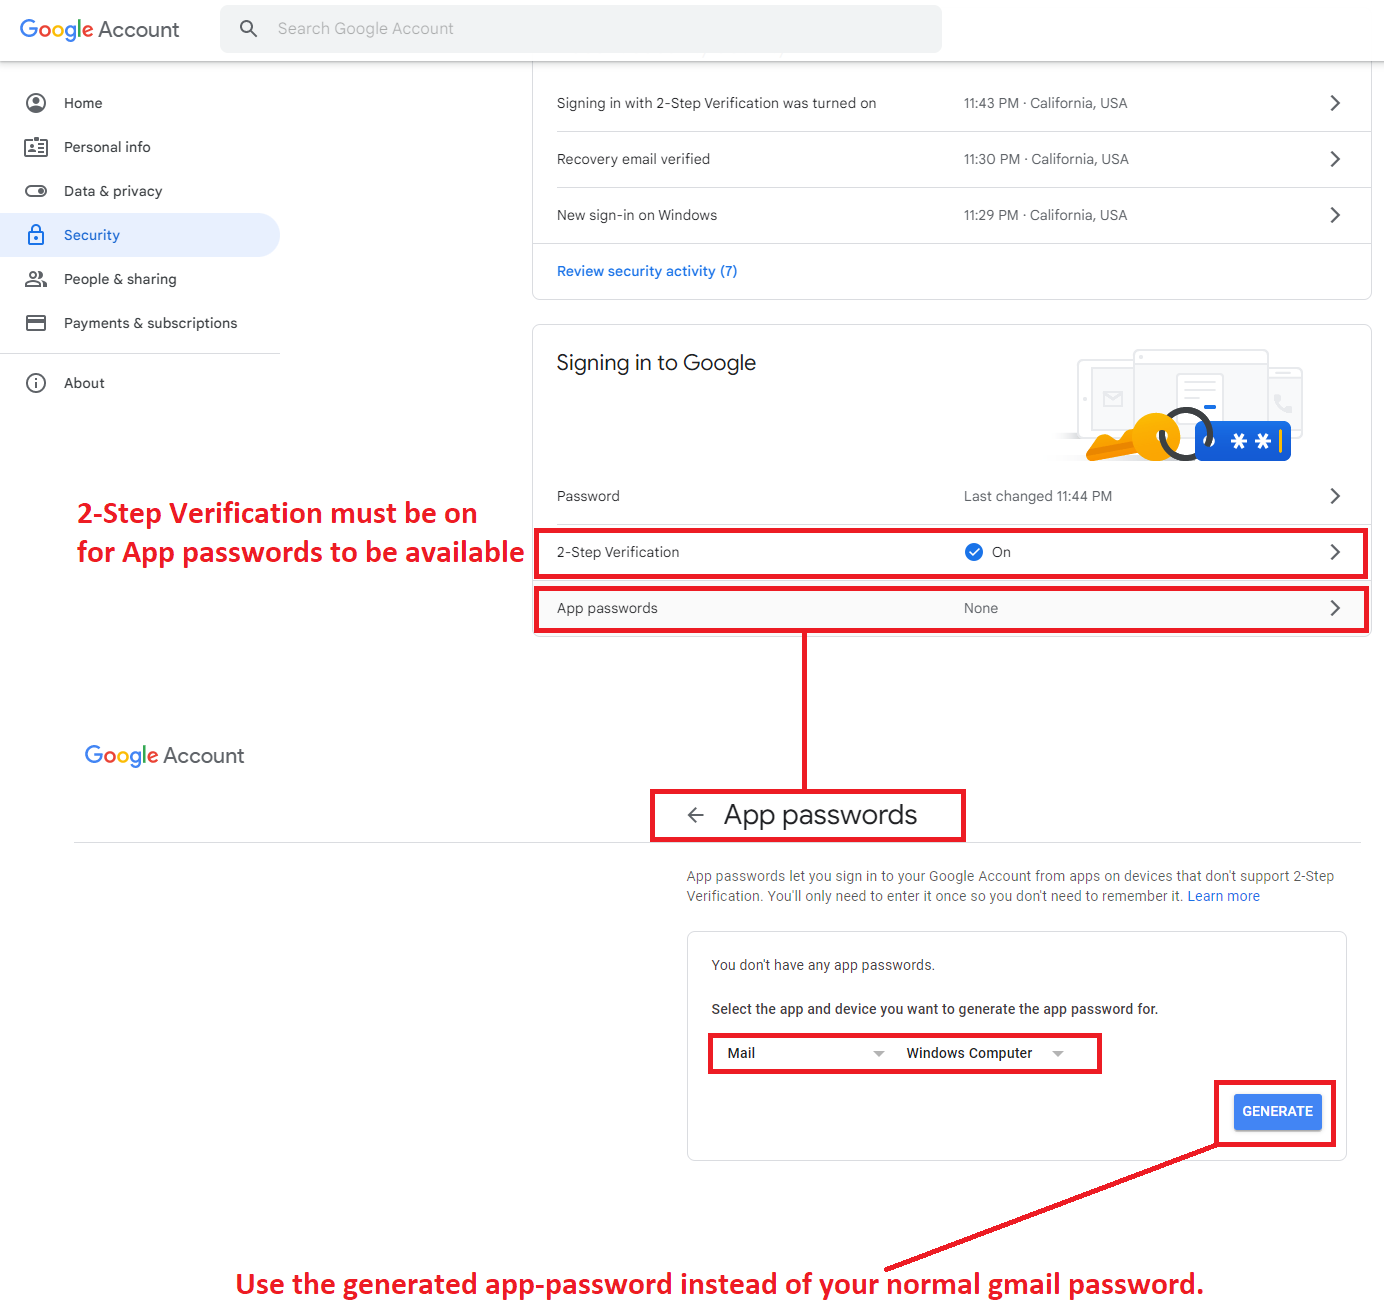 Google Account
Search Google Account
Home
Personal info
Data & privacy
Security
People & sharing
Payments & subscriptions
About
Signing in with 2-Step Verification was turned on 11:43 PM · California, USA
Recovery email verified 11:30 PM · California, USA
New sign-in on Windows 11:29 PM · California, USA
Review security activity (7)
Signing in to Google
**
Password Last changed 11:44 PM
2-Step Verification must be on
for App passwords to be available
2-Step Verification On
App passwords None
Google Account
App passwords
App passwords let you sign in to your Google Account from apps on devices that don't support 2-Step
Verification. You'll only need to enter it once so you don't need to remember it. Learn more
You don't have any app passwords.
Select the app and device you want to generate the app password for.
Mail Windows Computer
GENERATE
Use the generated app-password instead of your normal gmail password.